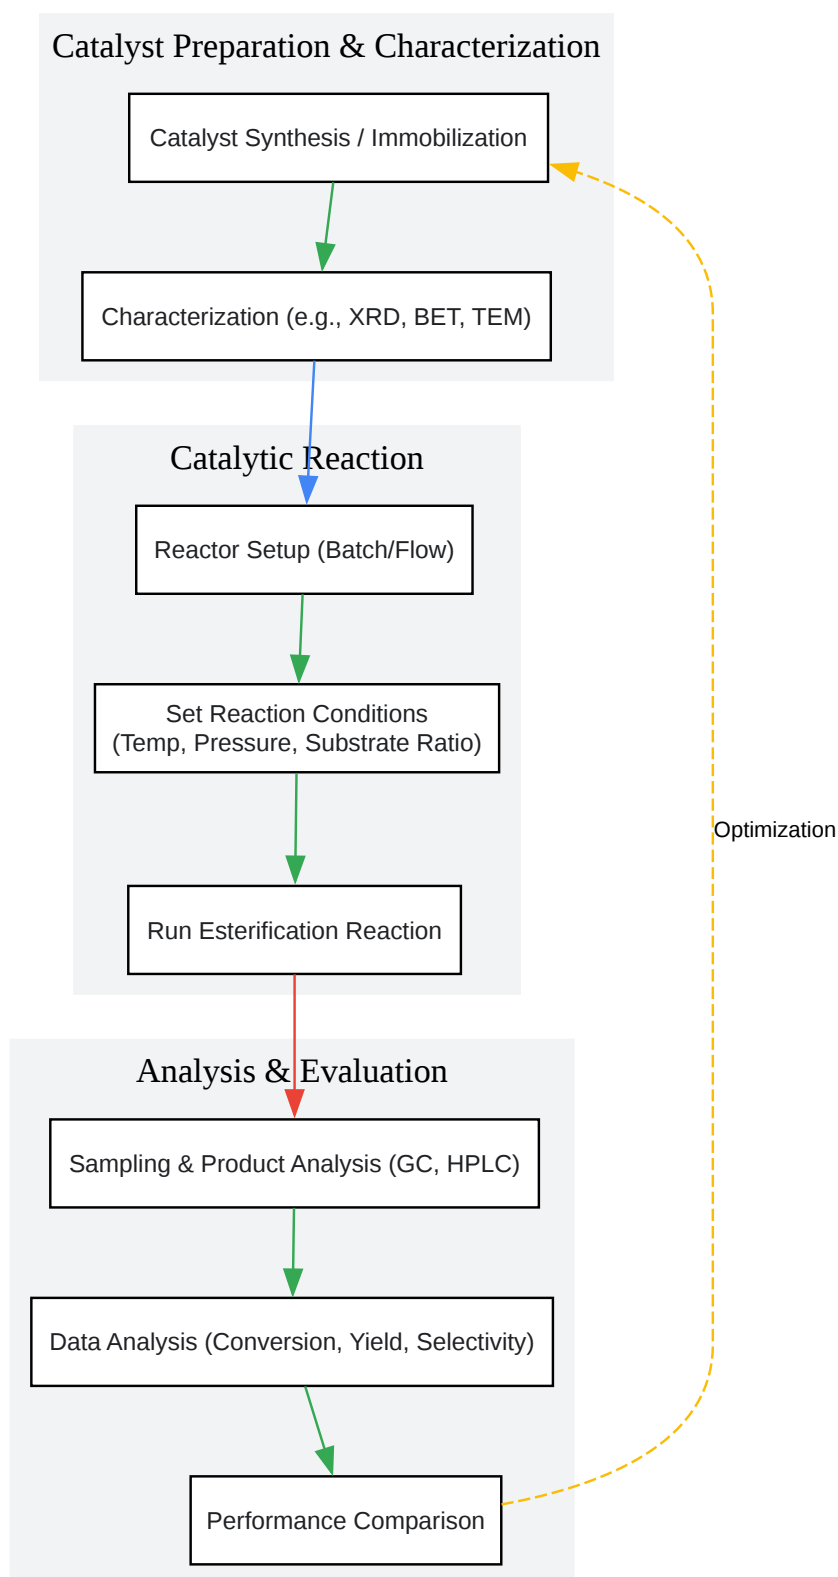 Catalyst Preparation & Characterization
Catalyst Synthesis / Immobilization
Characterization (e.g., XRD, BET, TEM)
Catalytic Reaction
Reactor Setup (Batch/Flow)
Set Reaction Conditions
(Temp, Pressure, Substrate Ratio)
Optimization
Run Esterification Reaction
Analysis & Evaluation
Sampling & Product Analysis (GC, HPLC)
Data Analysis (Conversion, Yield, Selectivity)
Performance Comparison